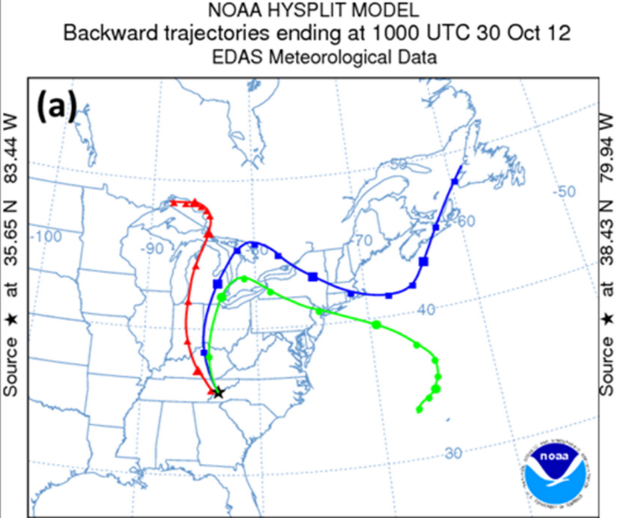 NOAA HYSPLIT MODEL
Backward trajectories ending at 1000 UTC 30 Oct 12
EDAS Meteorological Data
(a)
Source ★ at 35.65 N 83.44 W
Source ★ at 38.43 N 79.94 W
-100
-90
-70
50
-60
-50
40
30
noaa